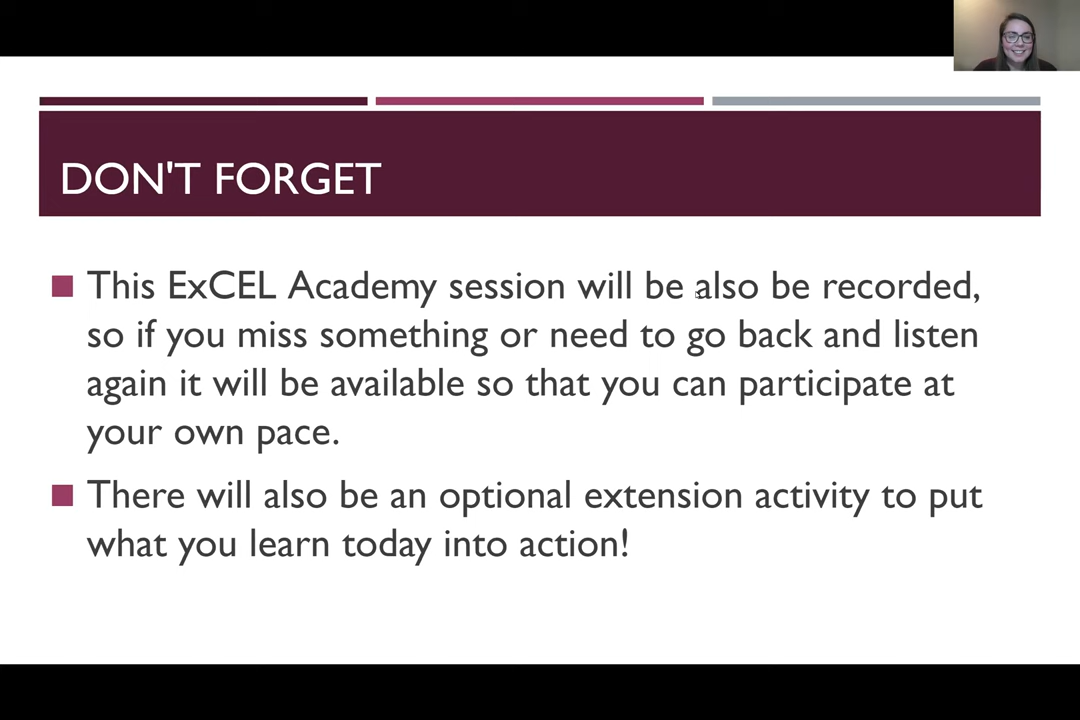 DON'T FORGET
This ExCEL Academy session will be also be recorded,
so if you miss something or need to go back and listen
again it will be available so that you can participate at
your own pace.
There will also be an optional extension activity to put
what you learn today into action!